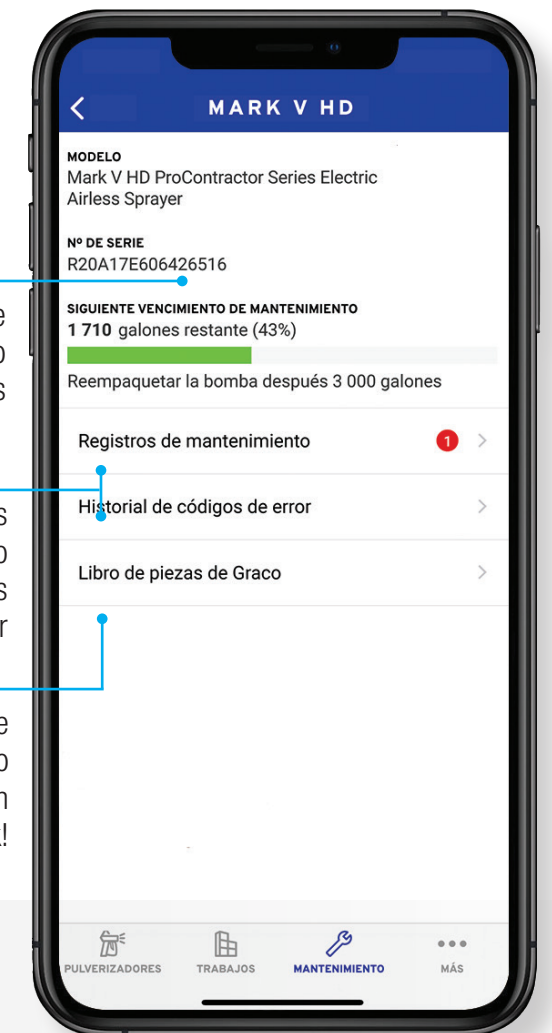 MARK V HD
MODELO
Mark V HD ProContractor Series Electric
Airless Sprayer
Nº DE SERIE
R20A17E606426516
SIGUIENTE VENCIMIENTO DE MANTENIMIENTO
1 710 galones restante (43%)
Reempaquetar la bomba después 3 000 galones
Registros de mantenimiento
1
Historial de códigos de error
Libro de piezas de Graco
PULVERIZADORES TRABAJOS MANTENIMIENTO MÁS